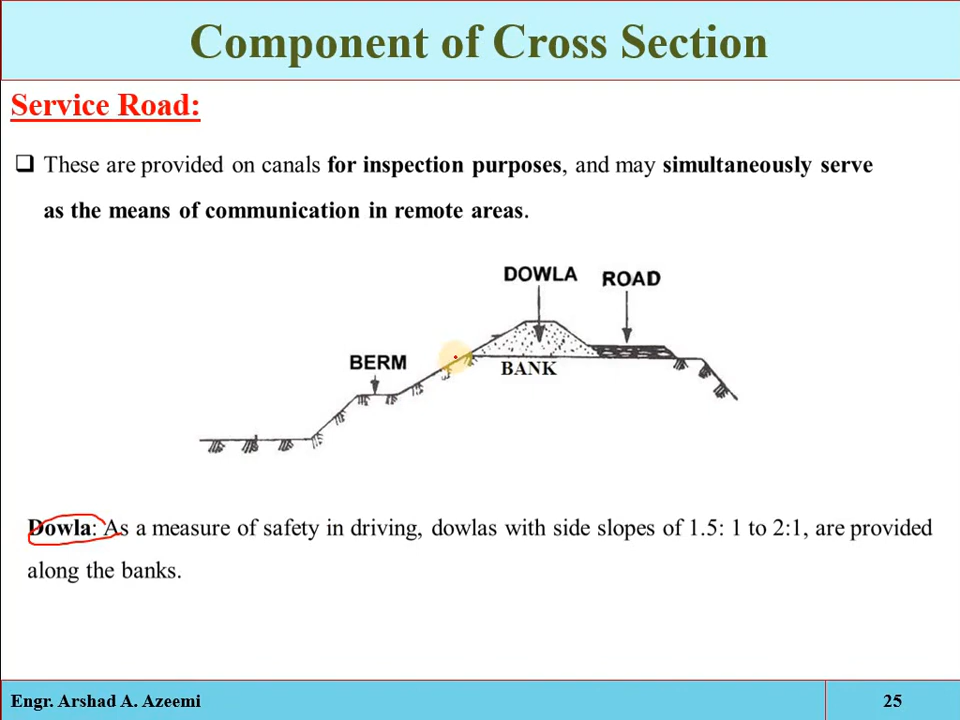 Component of Cross Section
Service Road:
❑ These are provided on canals for inspection purposes, and may simultaneously serve
as the means of communication in remote areas.
DOWLA
ROAD
BERM
BANK
Dowla: As a measure of safety in driving, dowlas with side slopes of 1.5: 1 to 2:1, are provided
along the banks.
Engr. Arshad A. Azeemi
25